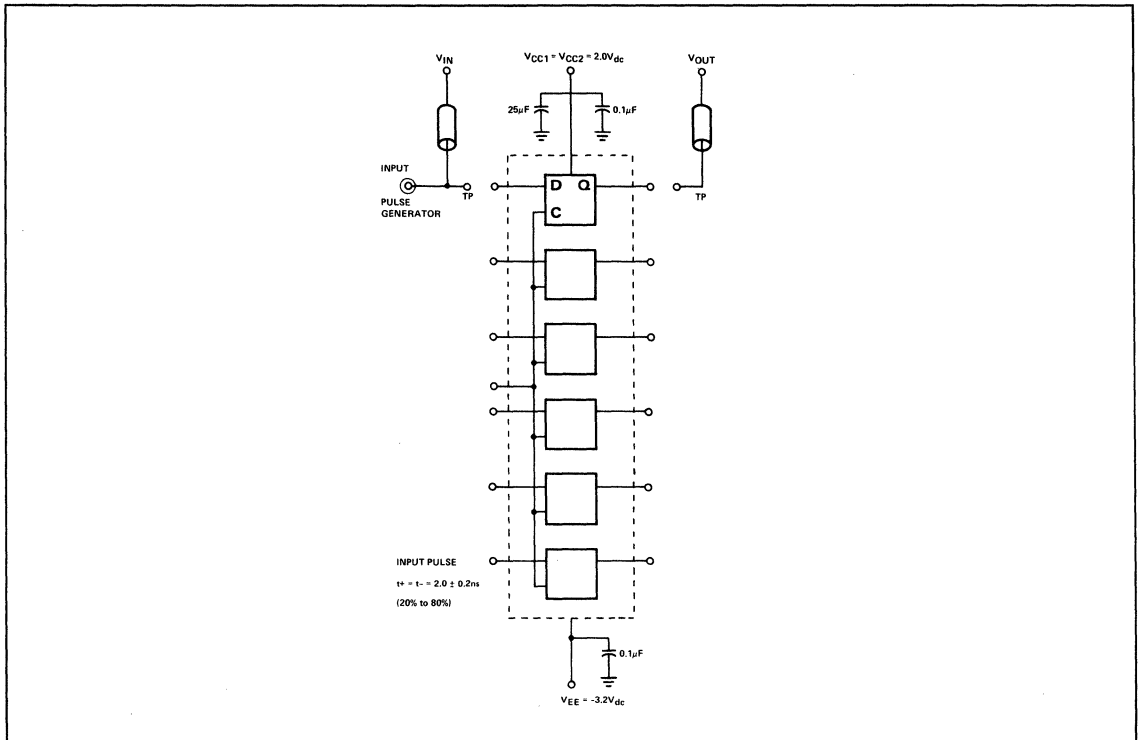 VIN
VCC1 = VCC2 = 2.0Vdc
VOUT
25μF
0.1μF
INPUT
PULSE
GENERATOR
TP
D Q
C
TP
INPUT PULSE
t+ = t– = 2.0 ± 0.2ns
(20% to 80%)
0.1μF
VEE = -3.2Vdc